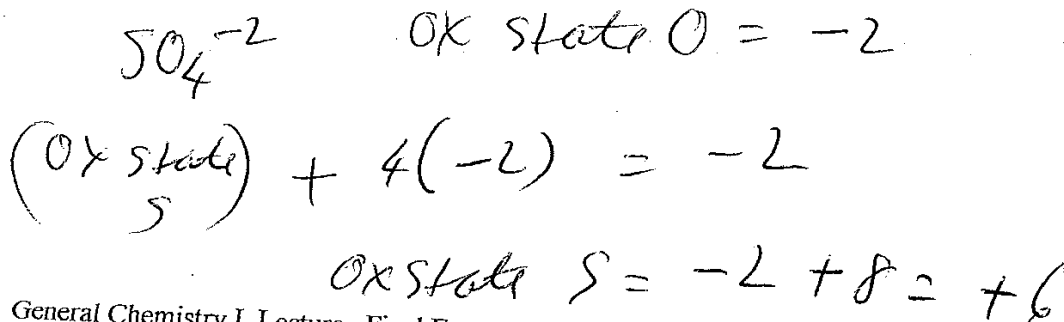 SO₄⁻² ox state O = -2
(ox state S) + 4(-2) = -2
ox state S = -2 + 8 = +6
General Chemistry I Lecture